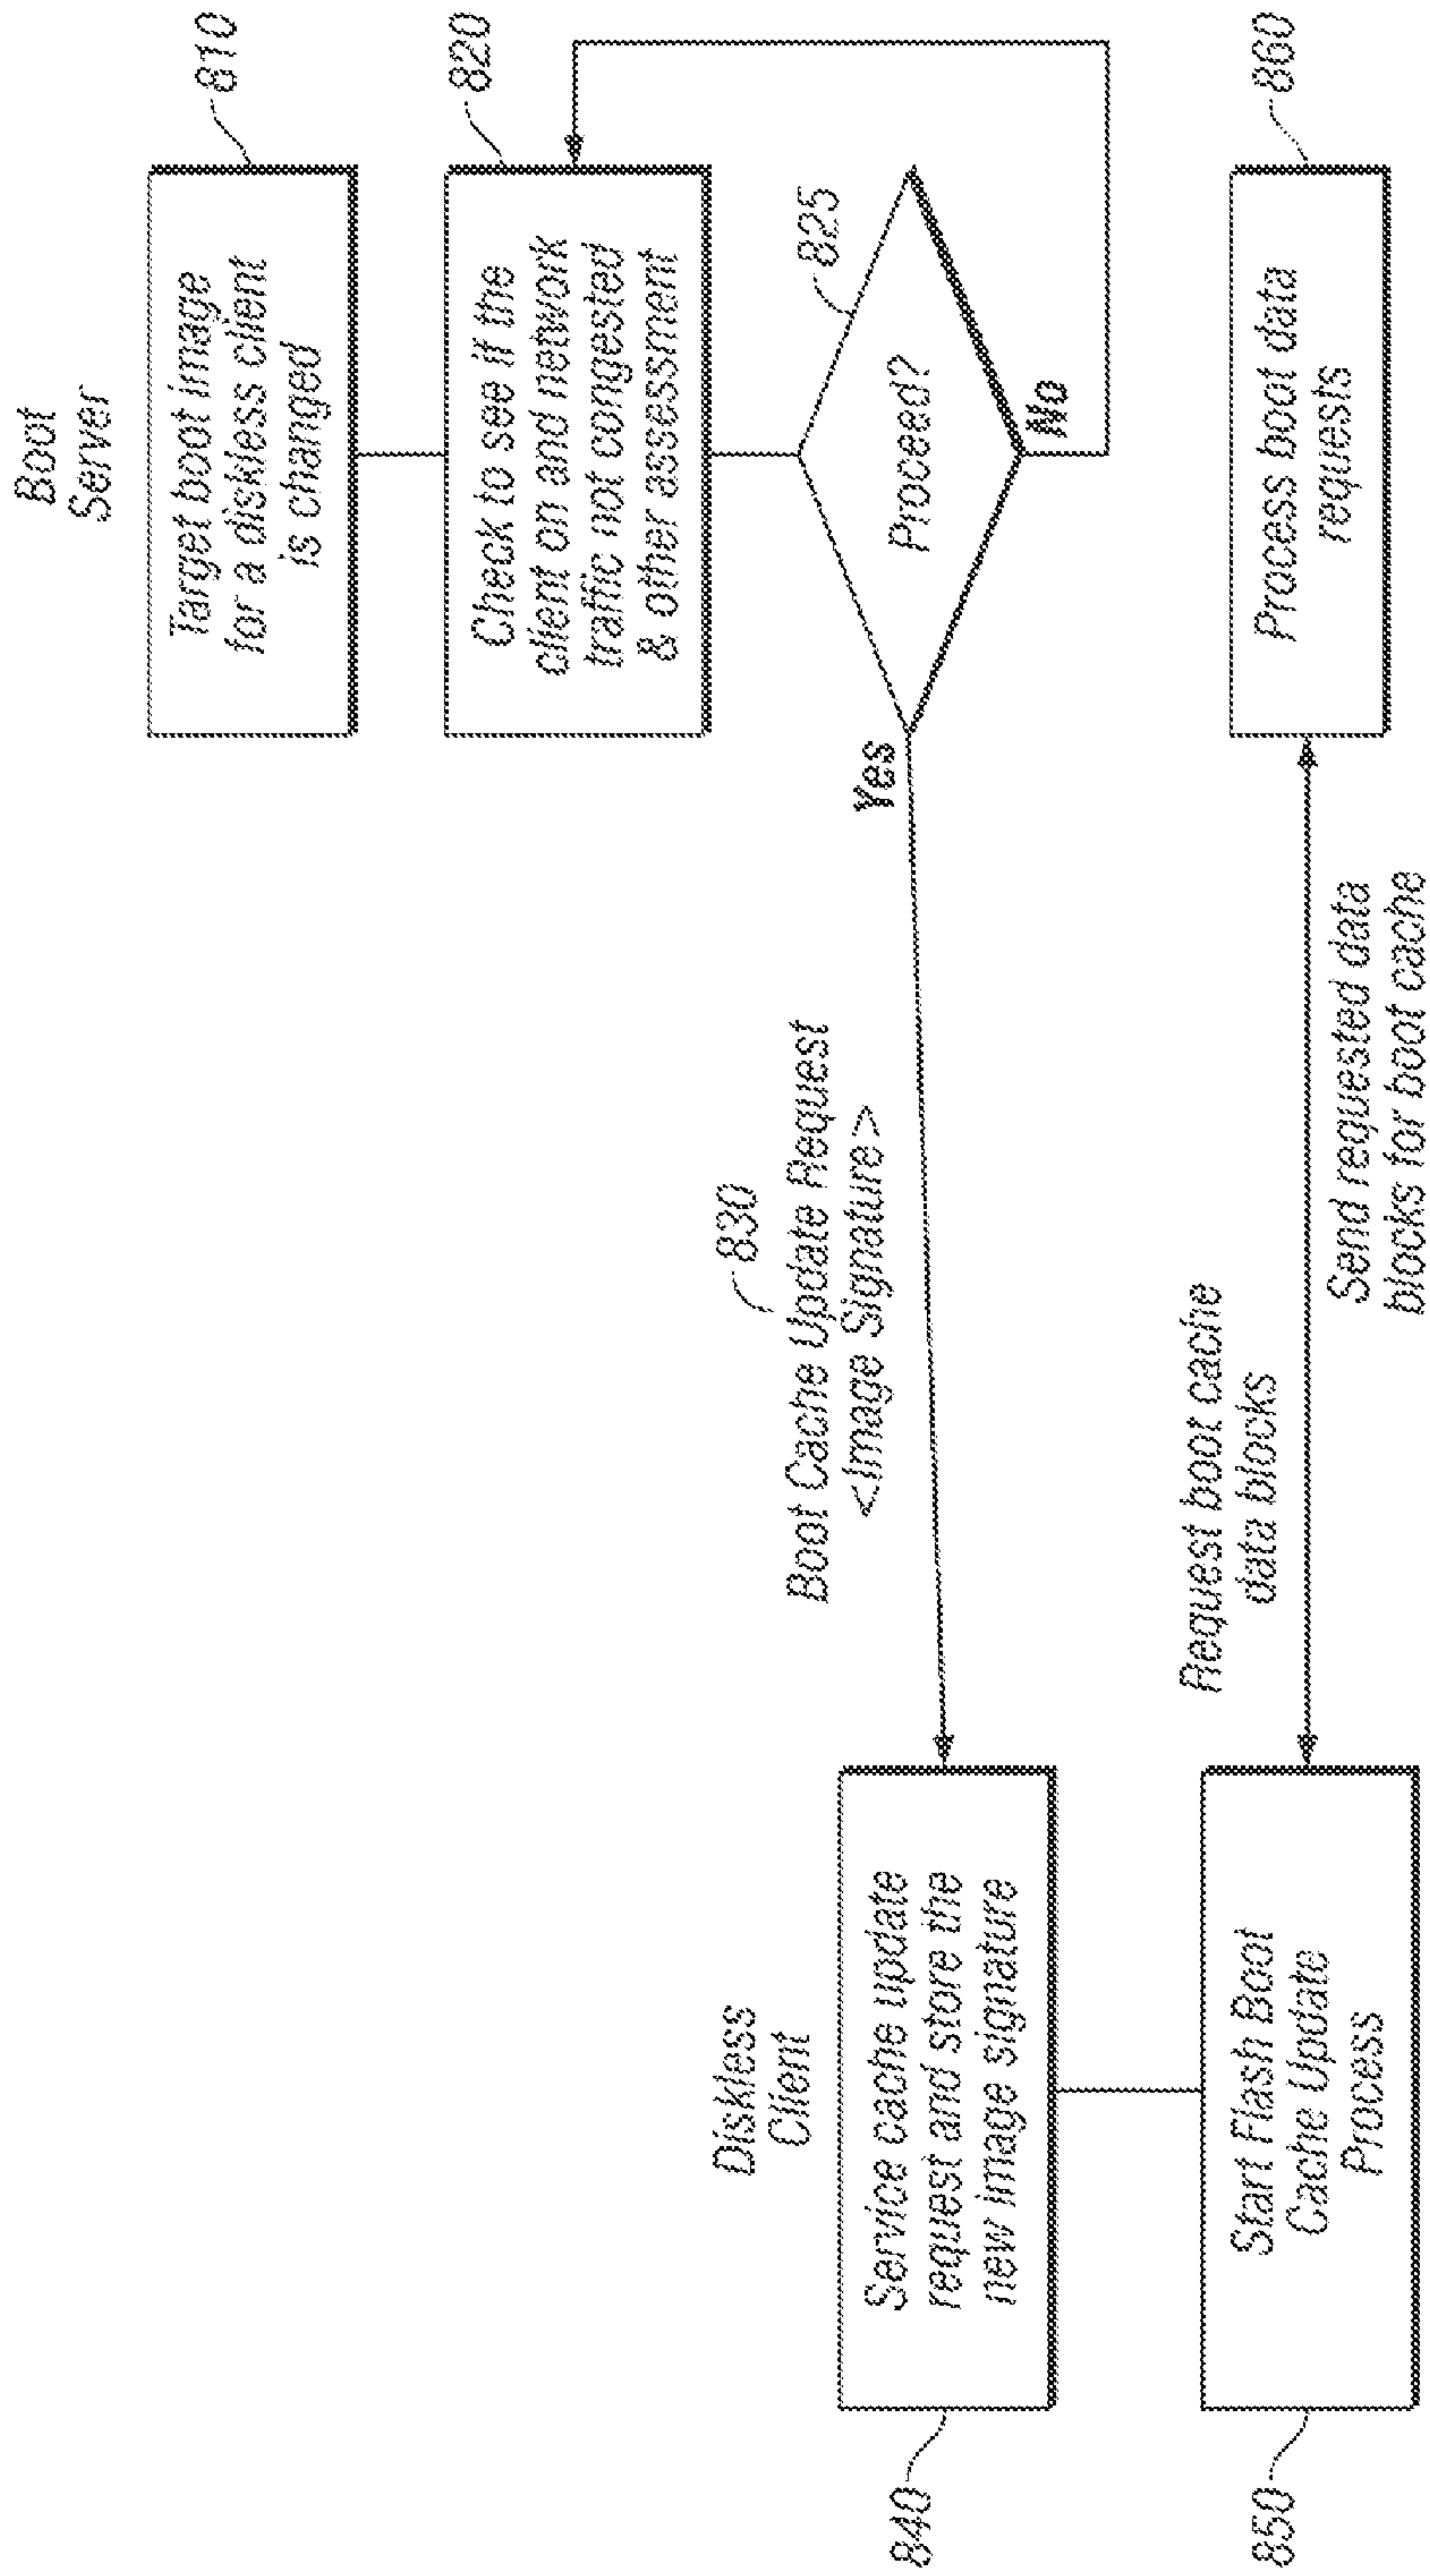 Boot
Server
Target boot image
for a diskless client
is changed
810
Check to see if the
client on and network
traffic not congested
& other assessment
820
825
Proceed?
Yes
No
830
Boot Cache Update Request
<Image Signature>
Diskless
Client
Service cache update
request and store the
new image signature
840
Request boot cache
data blocks
Send requested data
blocks for boot cache
Start Flash Boot
Cache Update
Process
850
Process boot data
requests
860